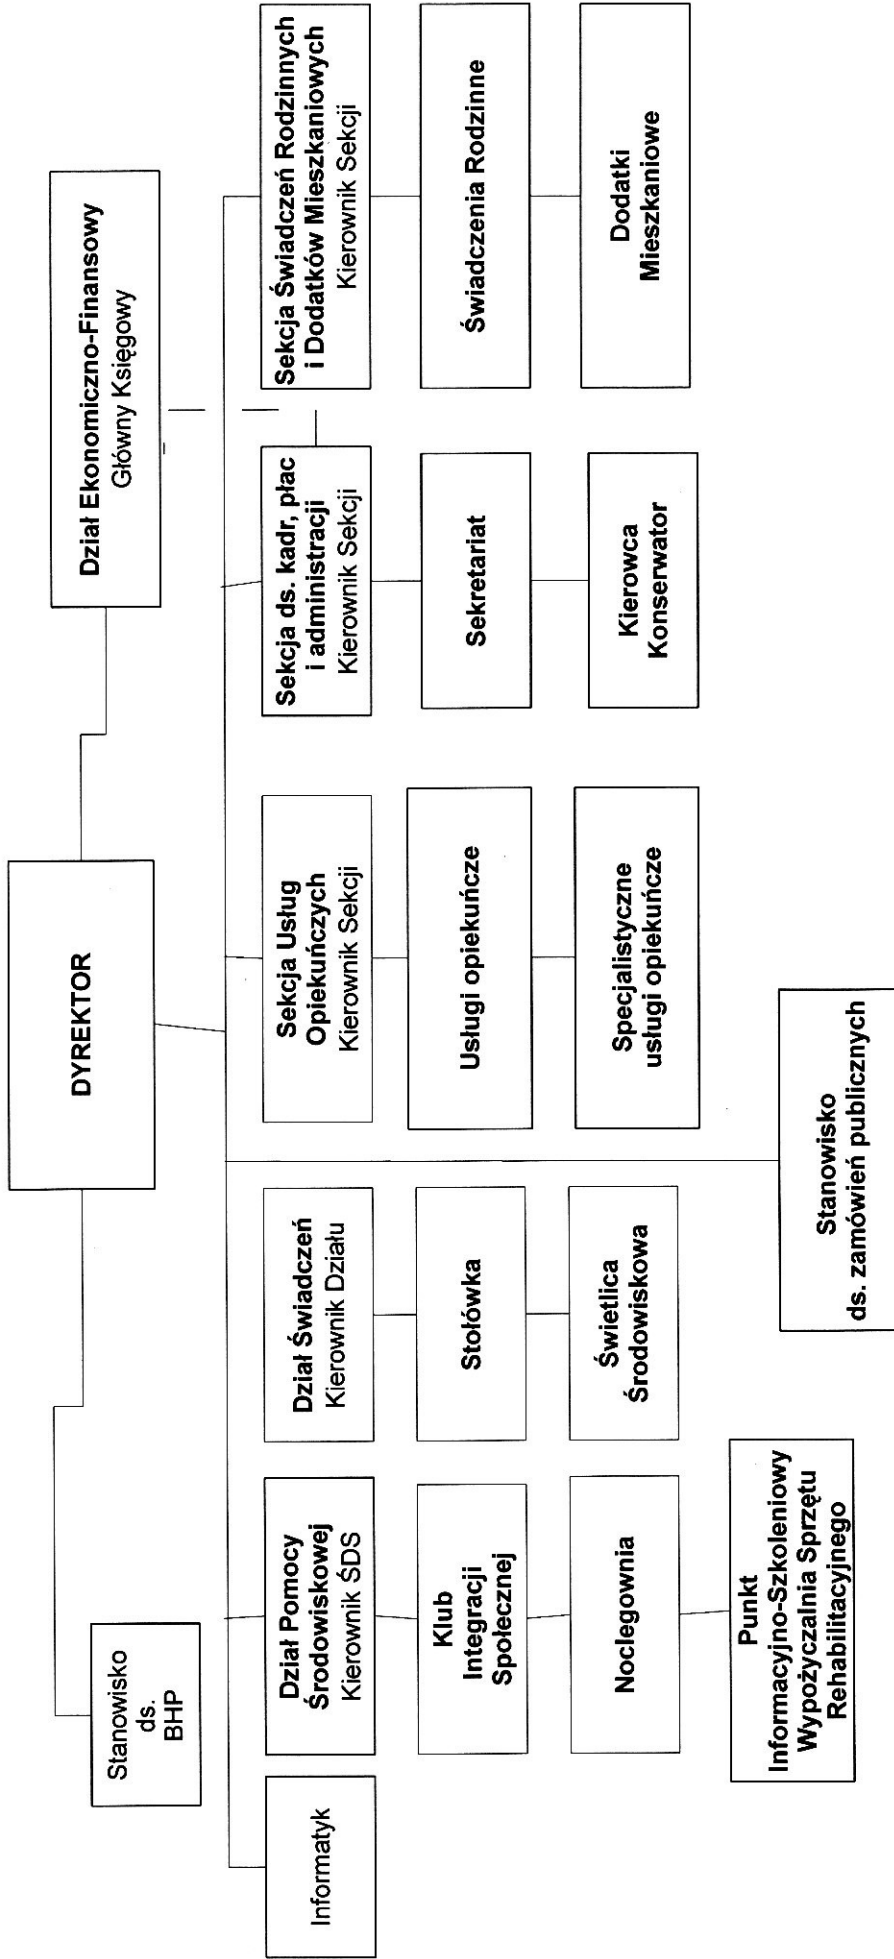 DYREKTOR
Stanowisko
ds.
BHP
Dział Ekonomiczno-Finansowy
Główny Księgowy
Informatyk
Dział Pomocy
Środowiskowej
Kierownik ŚDS
Klub
Integracji
Społecznej
Noclegownia
Punkt
Informacyjno-Szkoleniowy
Wypożyczalnia Sprzętu
Rehabilitacyjnego
Dział Świadczeń
Kierownik Działu
Stołówka
Świetlica
Środowiskowa
Stanowisko
ds. zamówień publicznych
Sekcja Usług
Opiekuńczych
Kierownik Sekcji
Usługi opiekuńcze
Specjalistyczne
usługi opiekuńcze
Sekcja ds. kadr, płac
i administracji
Kierownik Sekcji
Sekretariat
Kierowca
Konserwator
Sekcja Świadczeń Rodzinnych
i Dodatków Mieszkaniowych
Kierownik Sekcji
Świadczenia Rodzinne
Dodatki
Mieszkaniowe